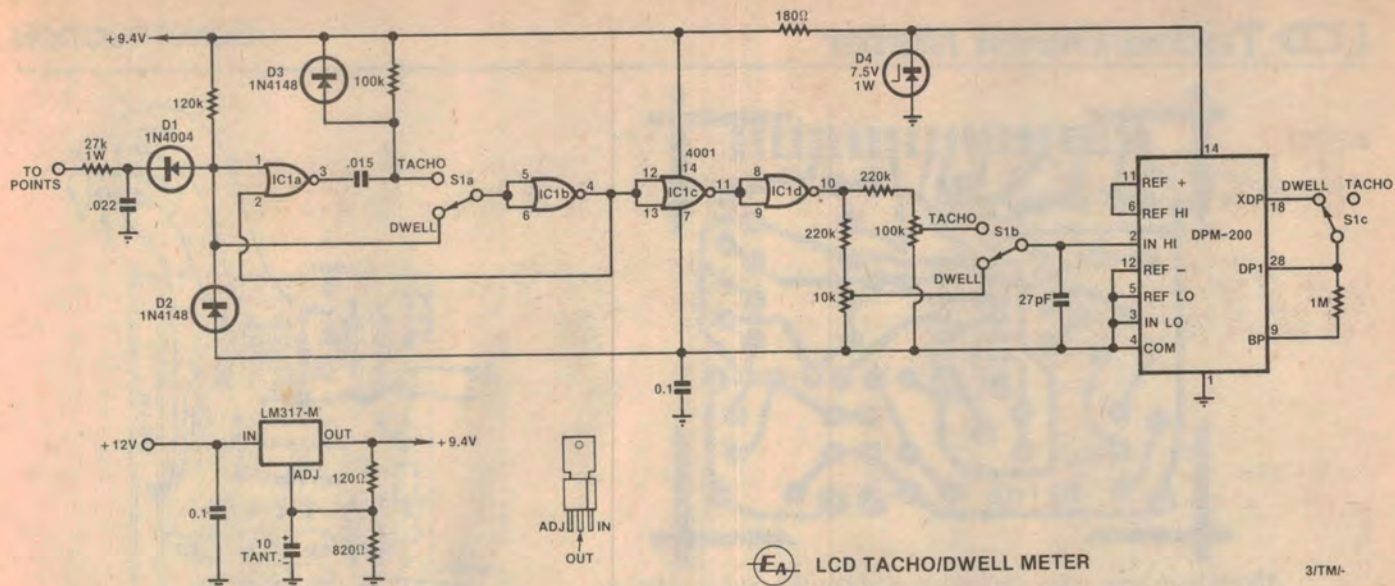 180Ω
+9.4V
D3
1N4148
100k
D4
7.5V
1W
120k
D1
1N4004
27k
1W
TO
POINTS
.022
1
2
IC1a
3
.015
TACHO
S1a
DWELL
5
6
IC1b
4
4001
14
12
13
IC1c
11
7
8
9
IC1d
10
220k
220k
100k
10k
TACHO
S1b
DWELL
27pF
14
11 REF +
6 REF HI
2 IN HI
12 REF -
5 REF LO
3 IN LO
4 COM
DPM-200
XDP 18
DP1 28
BP 9
1
DWELL
TACHO
S1c
1M
D2
1N4148
0.1
LM317-M
+12V
IN
OUT
ADJ
+9.4V
0.1
10
TANT.
+
-
120Ω
820Ω
ADJ
IN
OUT
EA LCD TACHO/DWELL METER
3/TM/-